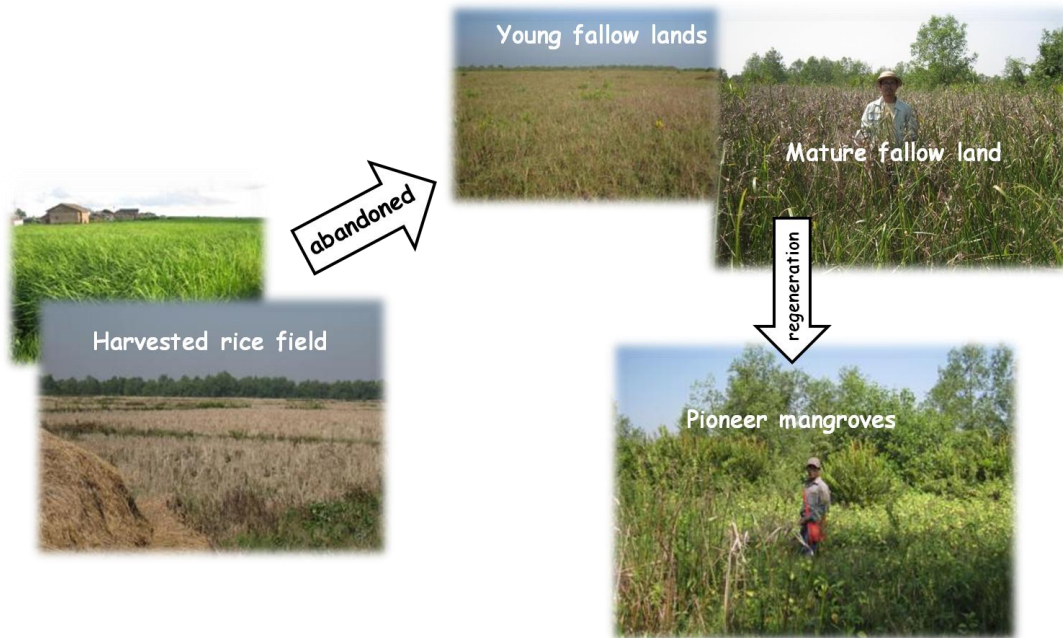 Young fallow lands
Mature fallow land
abandoned
Harvested rice field
regeneration
Pioneer mangroves